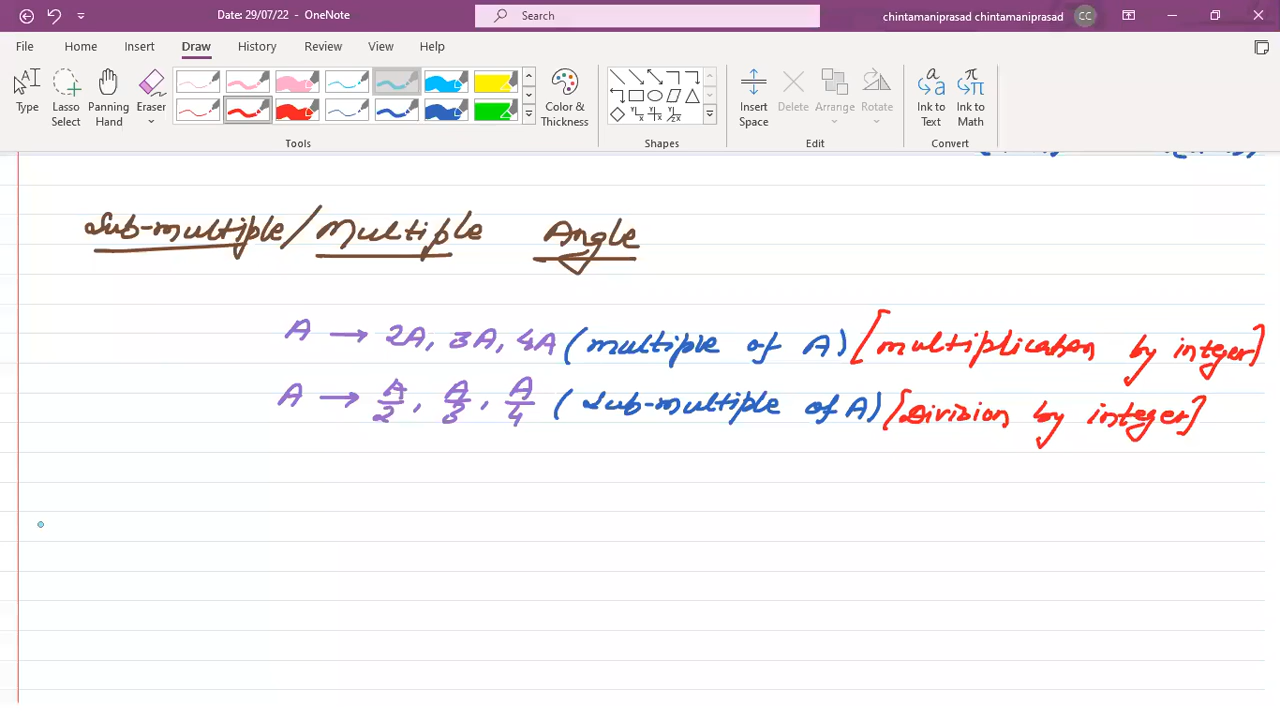 Date: 29/07/22 - OneNote
Search
chintamaniprasad chintamaniprasad CC
File Home Insert Draw History Review View Help
Type Lasso Select Panning Hand Eraser Color & Thickness Insert Space Delete Arrange Rotate Ink to Text Ink to Math
Tools Shapes Edit Convert
Sub-multiple/Multiple Angle
A → 2A, 3A, 4A (multiple of A) [multiplication by integer]
A → A/2, A/3, A/4 (Sub-multiple of A) [Division by integer]